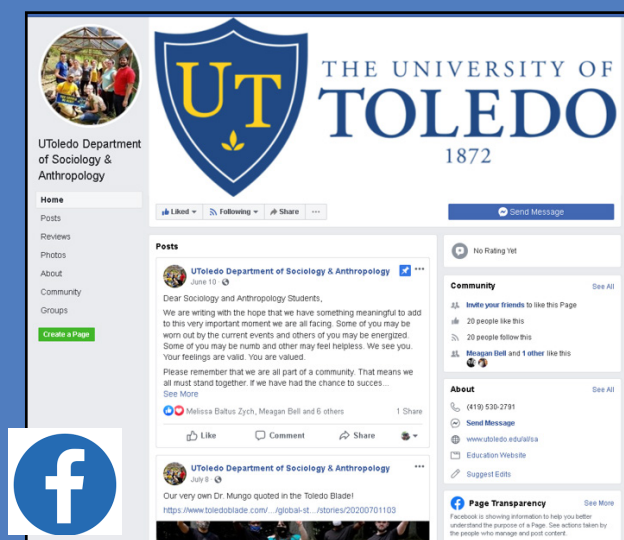 UT
THE UNIVERSITY OF
TOLEDO
1872
UToledo Department
of Sociology &
Anthropology
Home
Posts
Reviews
Photos
About
Community
Groups
Create a Page
Liked
Following
Share
Send Message
Posts
UToledo Department of Sociology & Anthropology
June 10
Dear Sociology and Anthropology Students,
We are writing with the hope that we have something meaningful to add
to this very important moment we are all facing. Some of you may be
worn out by the current events and others of you may be energized.
Some of you may be numb and other may feel helpless. We see you.
Your feelings are valid. You are valued.
Please remember that we are all part of a community. That means we
all must stand together. If we have had the chance to succes...
See More
Melissa Baltus Zych, Meagan Bell and 6 others
1 Share
Like
Comment
Share
UToledo Department of Sociology & Anthropology
July 8
Our very own Dr. Mungo quoted in the Toledo Blade!
https://www.toledoblade.com/.../global-st.../stories/20200701103
No Rating Yet
Community
See All
Invite your friends to like this Page
20 people like this
20 people follow this
Meagan Bell and 1 other like this
About
See All
(419) 530-2791
Send Message
www.utoledo.edu/al/sa
Education Website
Suggest Edits
Page Transparency
See More
Facebook is showing information to help you better
understand the purpose of a Page. See actions taken by
the people who manage and post content.
f